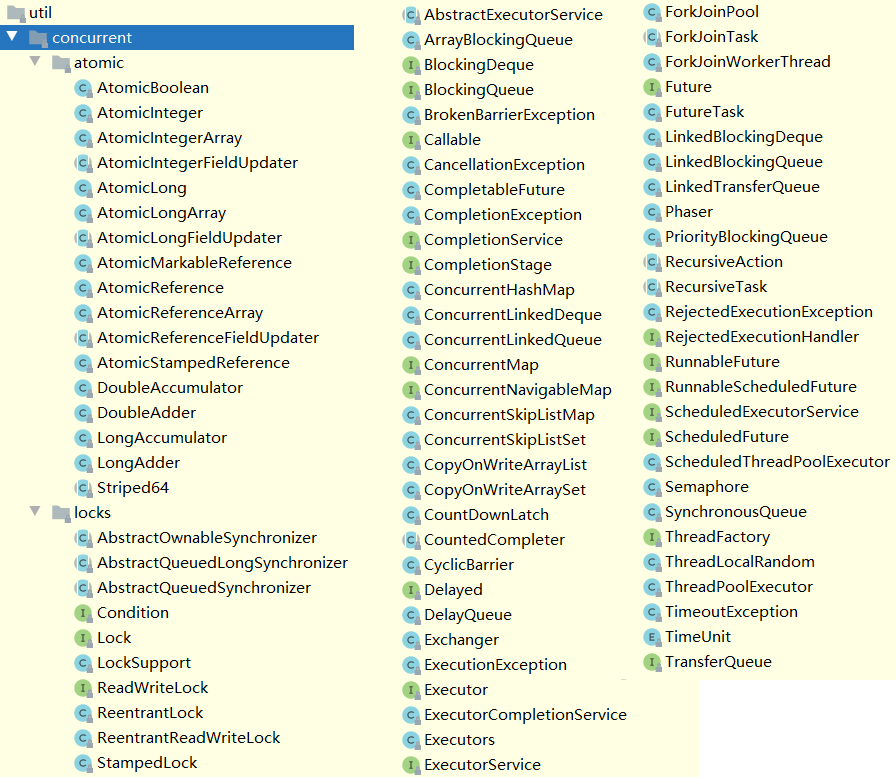 util
concurrent
atomic
AtomicBoolean
AtomicInteger
AtomicIntegerArray
AtomicIntegerFieldUpdater
AtomicLong
AtomicLongArray
AtomicLongFieldUpdater
AtomicMarkableReference
AtomicReference
AtomicReferenceArray
AtomicReferenceFieldUpdater
AtomicStampedReference
DoubleAccumulator
DoubleAdder
LongAccumulator
LongAdder
Striped64
locks
AbstractOwnableSynchronizer
AbstractQueuedLongSynchronizer
AbstractQueuedSynchronizer
Condition
Lock
LockSupport
ReadWriteLock
ReentrantLock
ReentrantReadWriteLock
StampedLock
AbstractExecutorService
ArrayBlockingQueue
BlockingDeque
BlockingQueue
BrokenBarrierException
Callable
CancellationException
CompletableFuture
CompletionException
CompletionService
CompletionStage
ConcurrentHashMap
ConcurrentLinkedDeque
ConcurrentLinkedQueue
ConcurrentMap
ConcurrentNavigableMap
ConcurrentSkipListMap
ConcurrentSkipListSet
CopyOnWriteArrayList
CopyOnWriteArraySet
CountDownLatch
CountedCompleter
CyclicBarrier
Delayed
DelayQueue
Exchanger
ExecutionException
Executor
ExecutorCompletionService
Executors
ExecutorService
ForkJoinPool
ForkJoinTask
ForkJoinWorkerThread
Future
FutureTask
LinkedBlockingDeque
LinkedBlockingQueue
LinkedTransferQueue
Phaser
PriorityBlockingQueue
RecursiveAction
RecursiveTask
RejectedExecutionException
RejectedExecutionHandler
RunnableFuture
RunnableScheduledFuture
ScheduledExecutorService
ScheduledFuture
ScheduledThreadPoolExecutor
Semaphore
SynchronousQueue
ThreadFactory
ThreadLocalRandom
ThreadPoolExecutor
TimeoutException
TimeUnit
TransferQueue